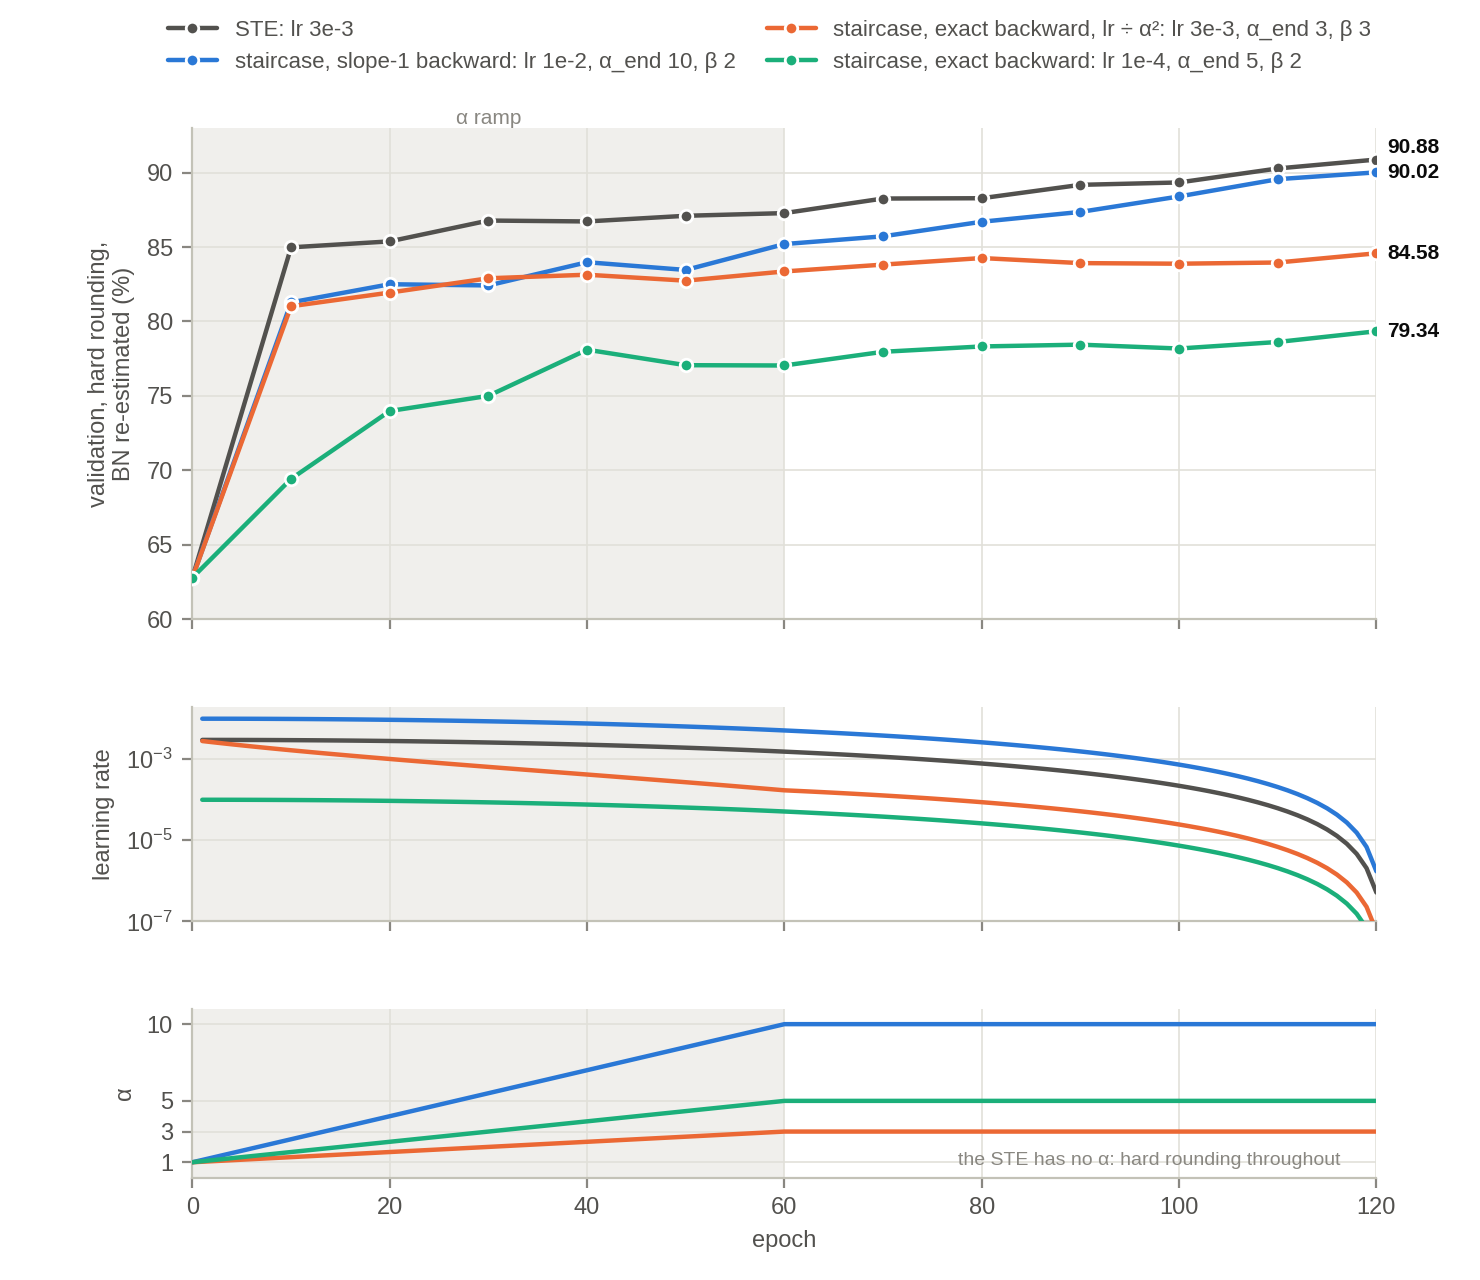 STE: lr 3e-3
staircase, slope-1 backward: lr 1e-2, α_end 10, β 2
staircase, exact backward, lr ÷ α²: lr 3e-3, α_end 3, β 3
staircase, exact backward: lr 1e-4, α_end 5, β 2
α ramp
validation, hard rounding,
BN re-estimated (%)
90
85
80
75
70
65
60
90.88
90.02
84.58
79.34
learning rate
10⁻³
10⁻⁵
10⁻⁷
α
10
5
3
1
the STE has no α: hard rounding throughout
0 20 40 60 80 100 120
epoch